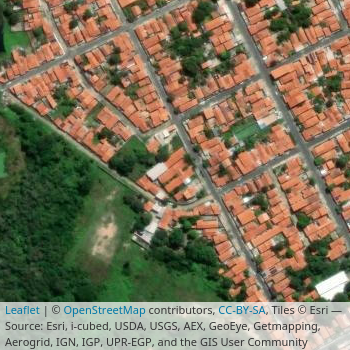 Leaflet | © OpenStreetMap contributors, CC-BY-SA, Tiles © Esri —
Source: Esri, i-cubed, USDA, USGS, AEX, GeoEye, Getmapping,
Aerogrid, IGN, IGP, UPR-EGP, and the GIS User Community